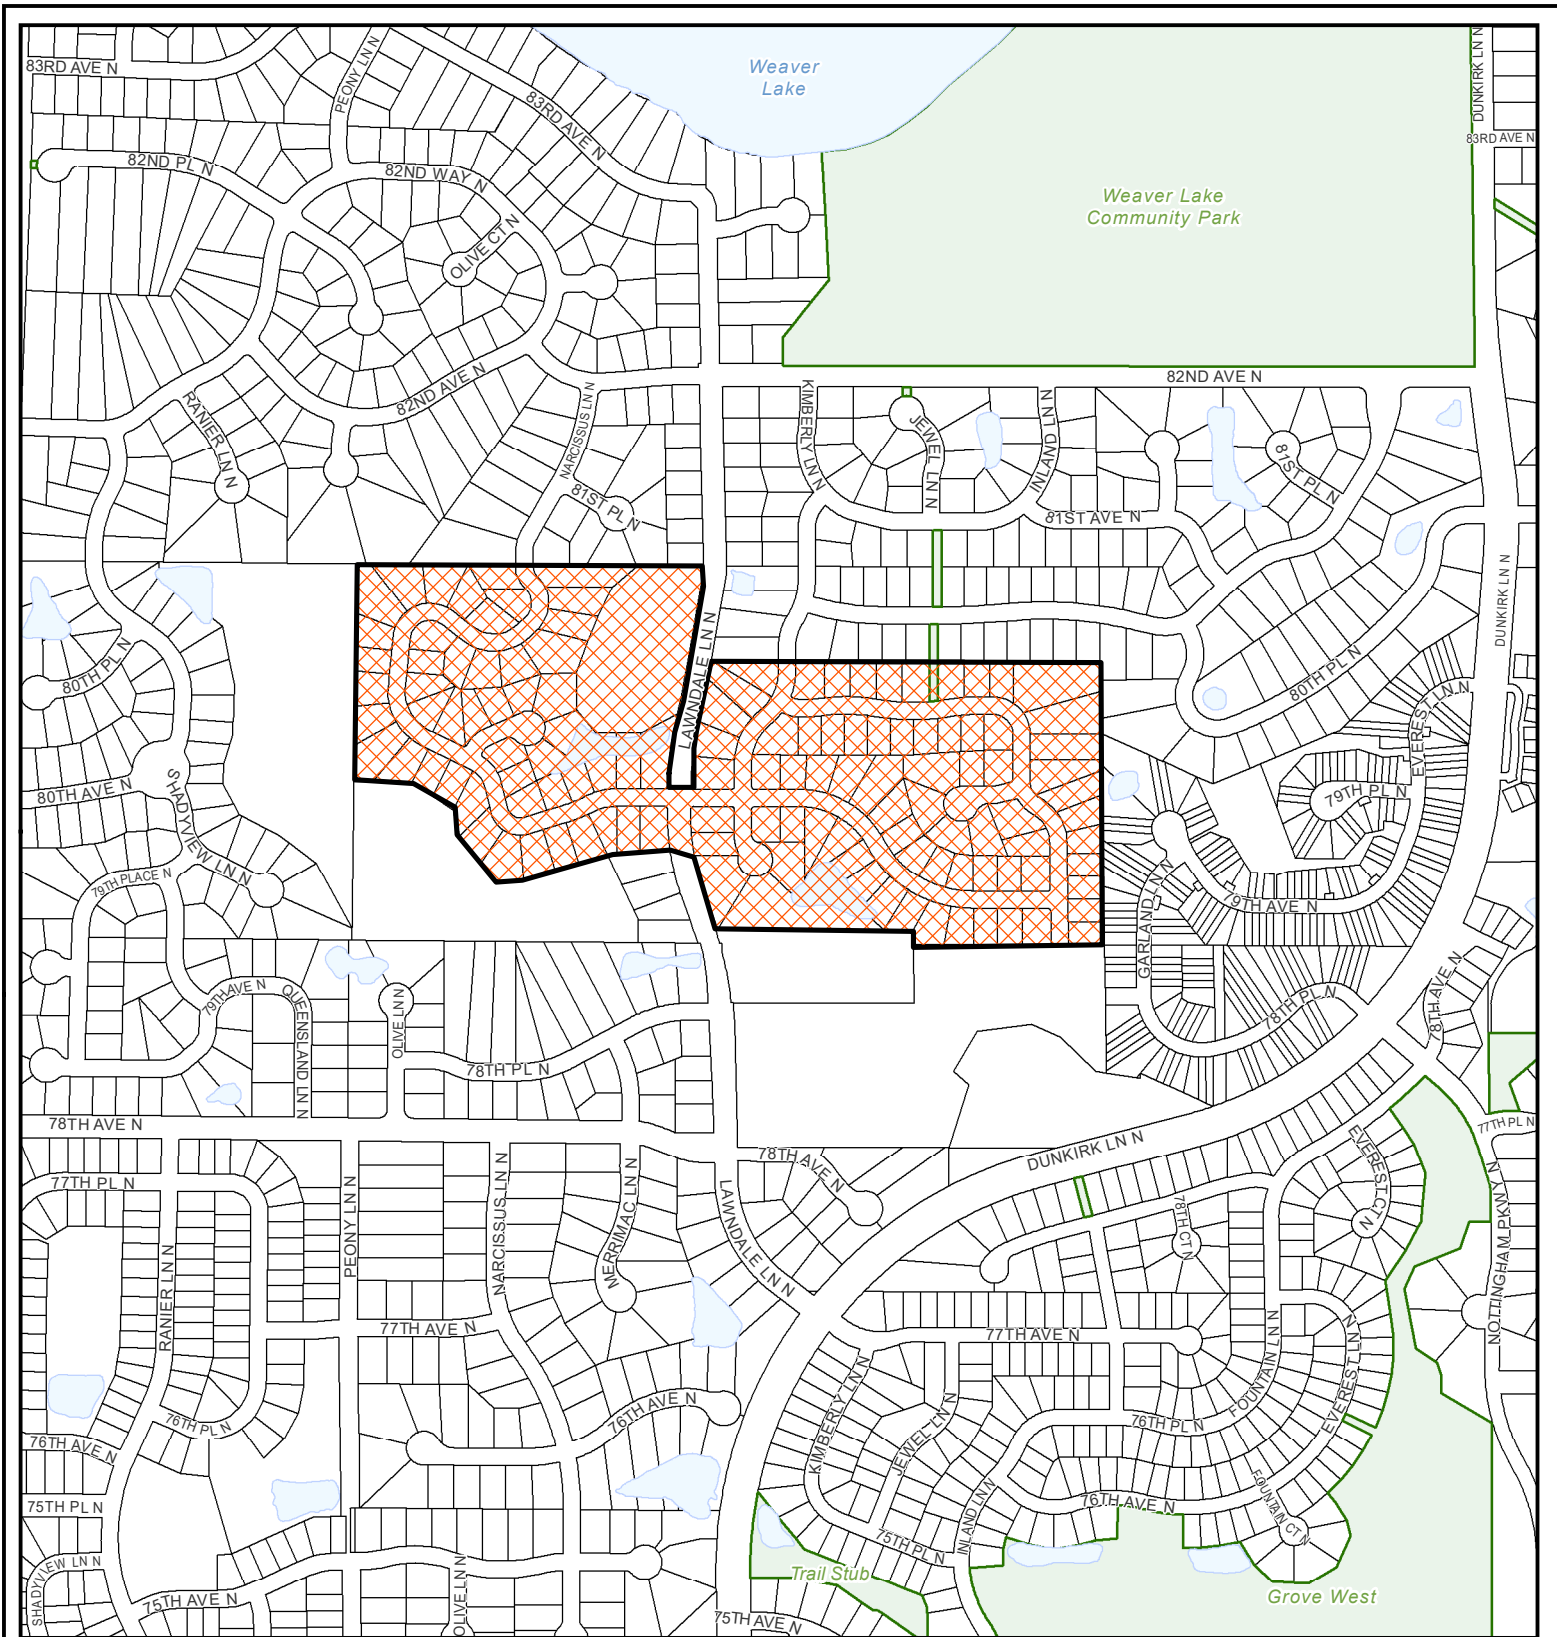 Weaver
Lake
DUNKIRK LN N
83RD AVE N
PEONY LN N
83RD AVE N
83RD AVE N
82ND PL N
82ND WAY N
Weaver Lake
Community Park
OLIVE CT N
82ND AVE N
82ND AVE N
RANIER LN N
NARCISSUS LN N
KIMBERLY LN N
JEWEL LN N
INLAND LN N
81ST PL N
81ST PL N
81ST AVE N
DUNKIRK LN N
LAWNDALE LN N
80TH PL N
80TH PL N
EVEREST LN N
80TH AVE N
SHADYVIEW LN N
79TH PL N
79TH PLACE N
79TH AVE N
GARLAND LN N
79TH AVE N
QUEENSLAND LN N
OLIVE LN N
78TH PL N
78TH AVE N
78TH PL N
78TH AVE N
77TH PL N
DUNKIRK LN N
EVEREST CT N
78TH AVE N
77TH PL N
PEONY LN N
NARCISSUS LN N
MERRIMAC LN N
LAWNDALE LN N
78TH CT N
NOTTINGHAM PKWY N
RANIER LN N
77TH AVE N
77TH AVE N
FOUNTAIN LN N
EVEREST LN N
KIMBERLY LN N
JEWEL LN N
76TH AVE N
76TH PL N
76TH PL N
76TH AVE N
INLAND LN N
76TH AVE N
FOUNTAIN CT N
75TH PL N
75TH PL N
SHADYVIEW LN N
75TH AVE N
OLIVE LN N
Trail Stub
Grove West
75TH AVE N